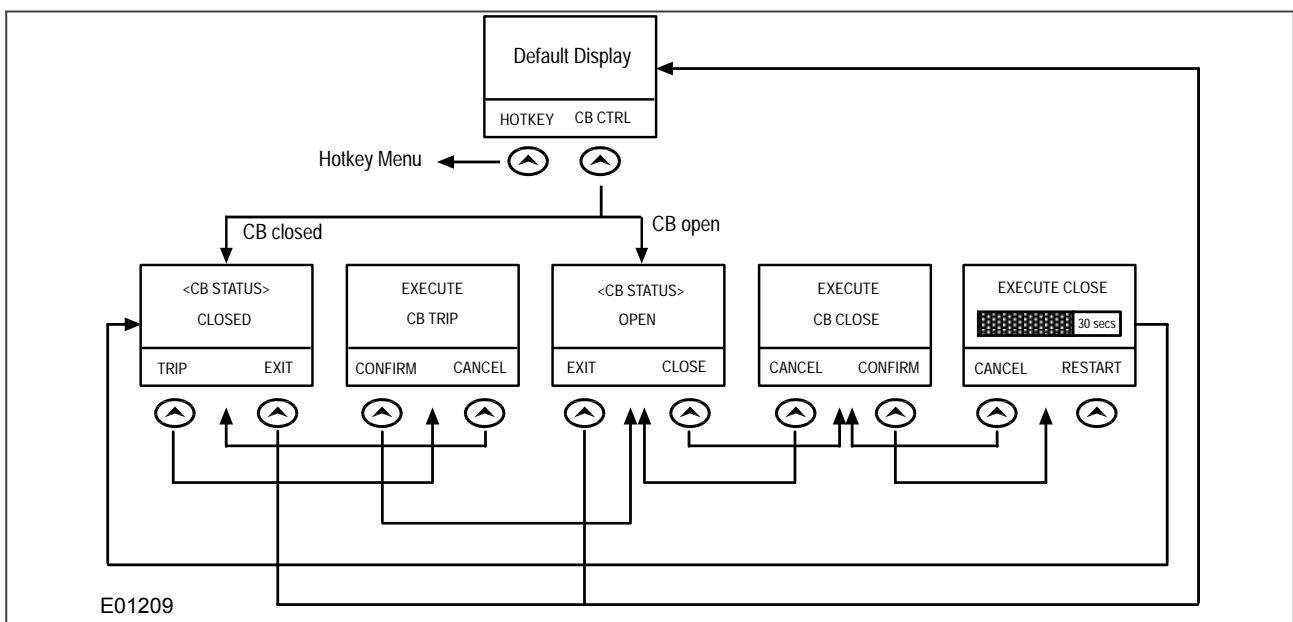 Default Display
HOTKEY CB CTRL
Hotkey Menu
CB closed
CB open
<CB STATUS>
CLOSED
TRIP EXIT
EXECUTE
CB TRIP
CONFIRM CANCEL
<CB STATUS>
OPEN
EXIT CLOSE
EXECUTE
CB CLOSE
CANCEL CONFIRM
EXECUTE CLOSE
30 secs
CANCEL RESTART
E01209